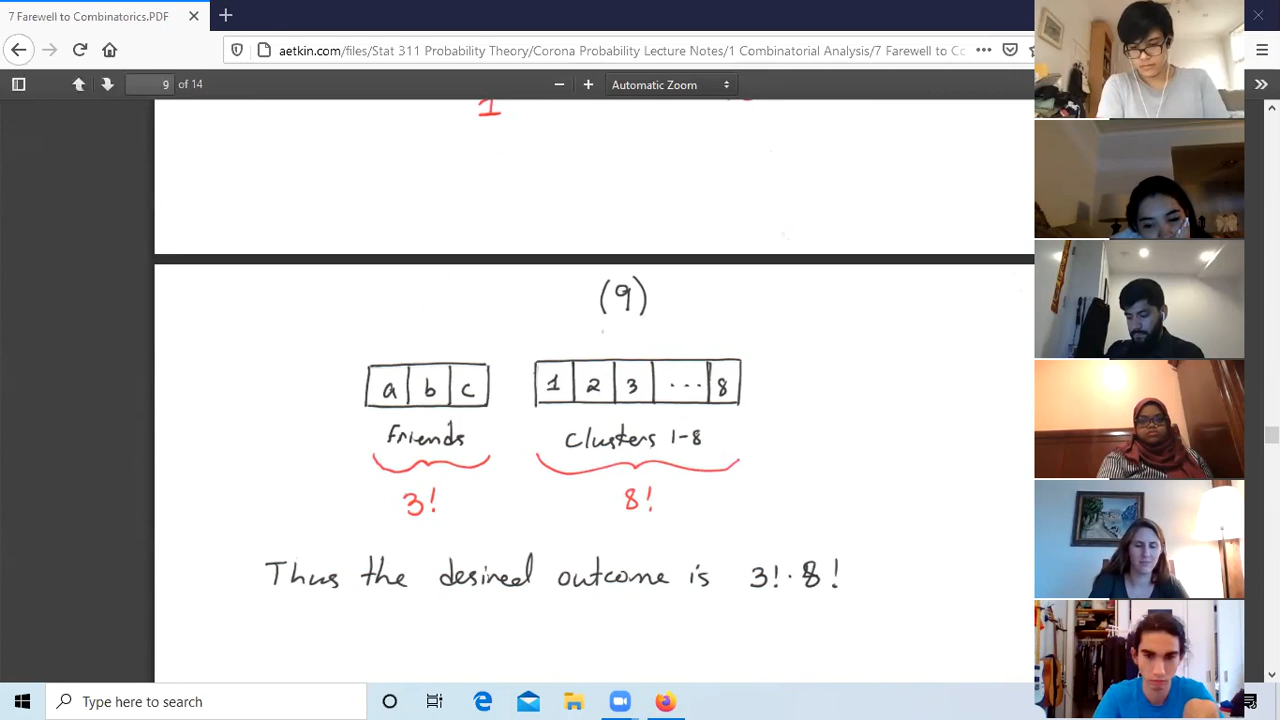 7 Farewell to Combinatorics.PDF
aetkin.com/files/Stat 311 Probability Theory/Corona Probability Lecture Notes/1 Combinatorial Analysis/7 Farewell to Co
9 of 14
Automatic Zoom
1
(9)
a b c 1 2 3 ... 8
Friends Clusters 1-8
3! 8!
Thus the desired outcome is 3! · 8!
Type here to search